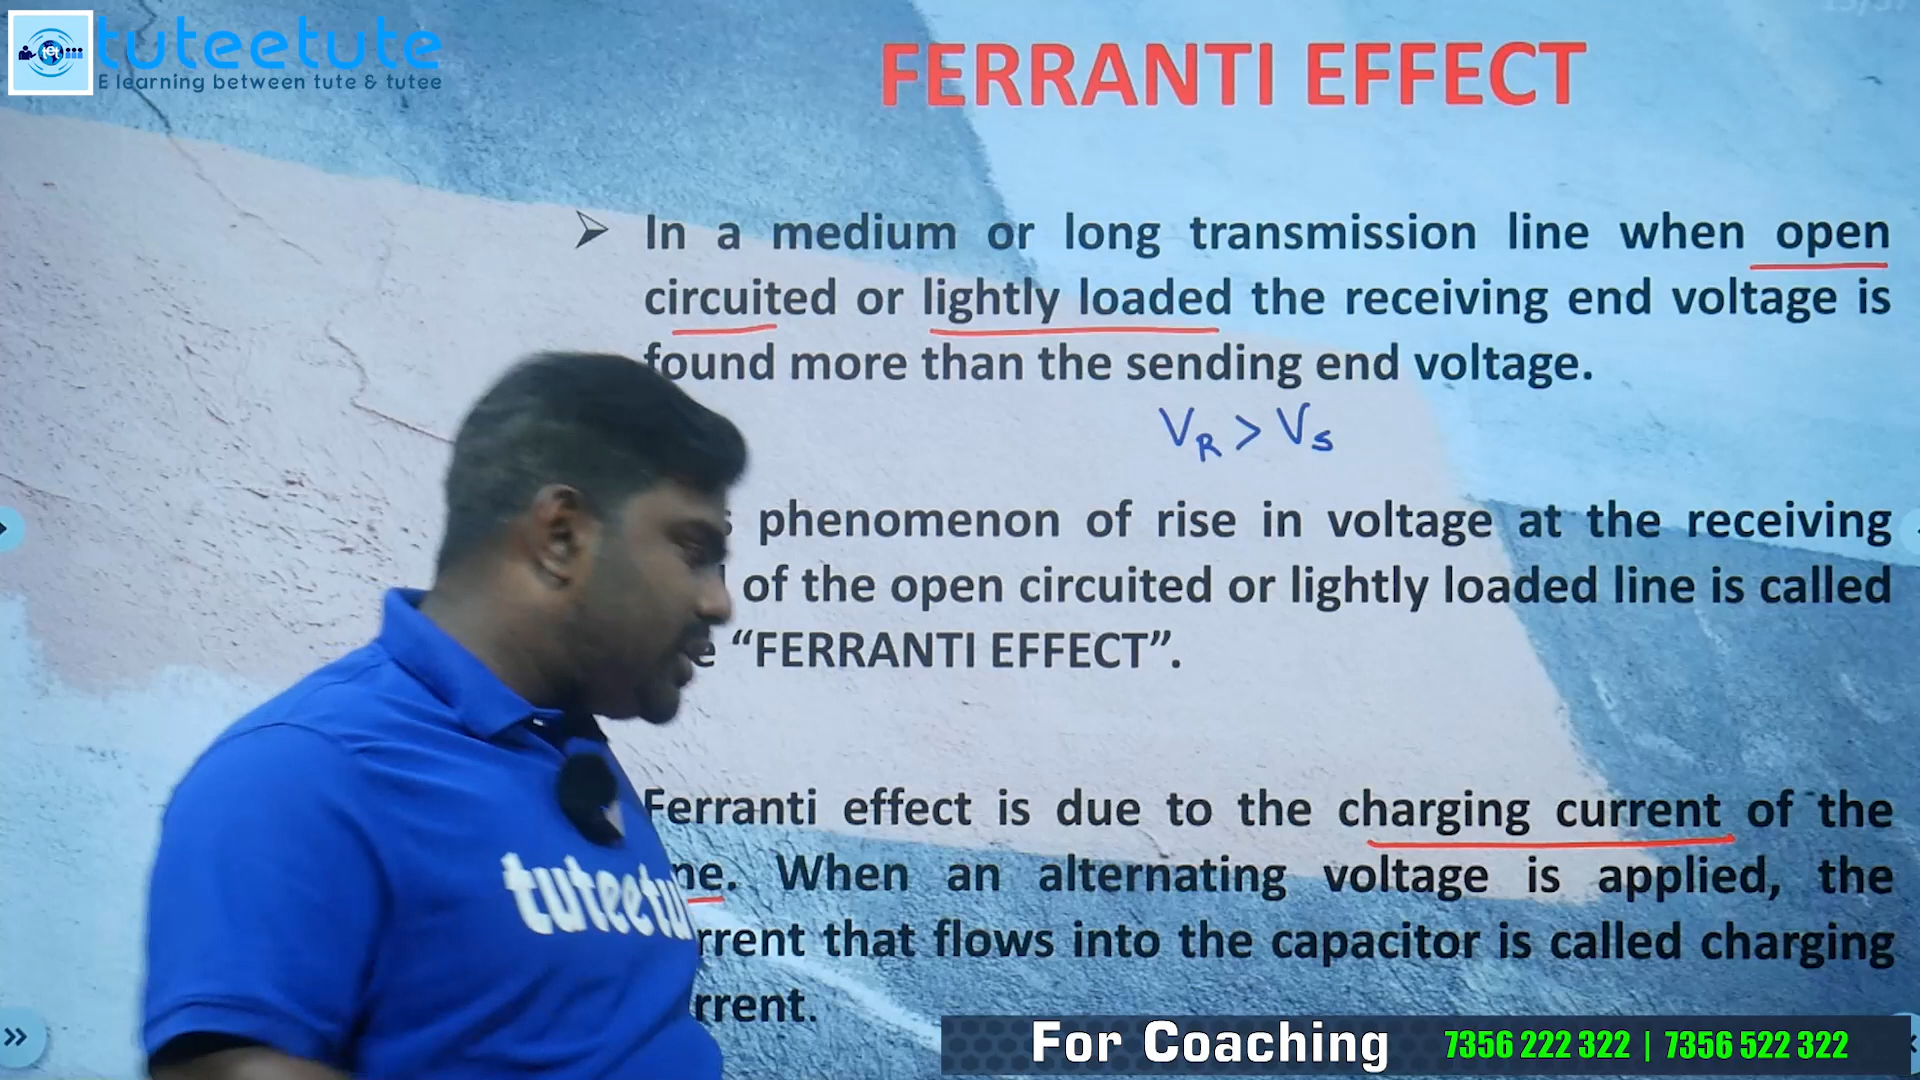 tuteetute
E learning between tute & tutee
FERRANTI EFFECT
In a medium or long transmission line when open
circuited or lightly loaded the receiving end voltage is
found more than the sending end voltage.
VR > VS
phenomenon of rise in voltage at the receiving
of the open circuited or lightly loaded line is called
“FERRANTI EFFECT”.
Ferranti effect is due to the charging current of the
ne. When an alternating voltage is applied, the
rrent that flows into the capacitor is called charging
rrent.
tuteetu
For Coaching
7356 222 322 | 7356 522 322